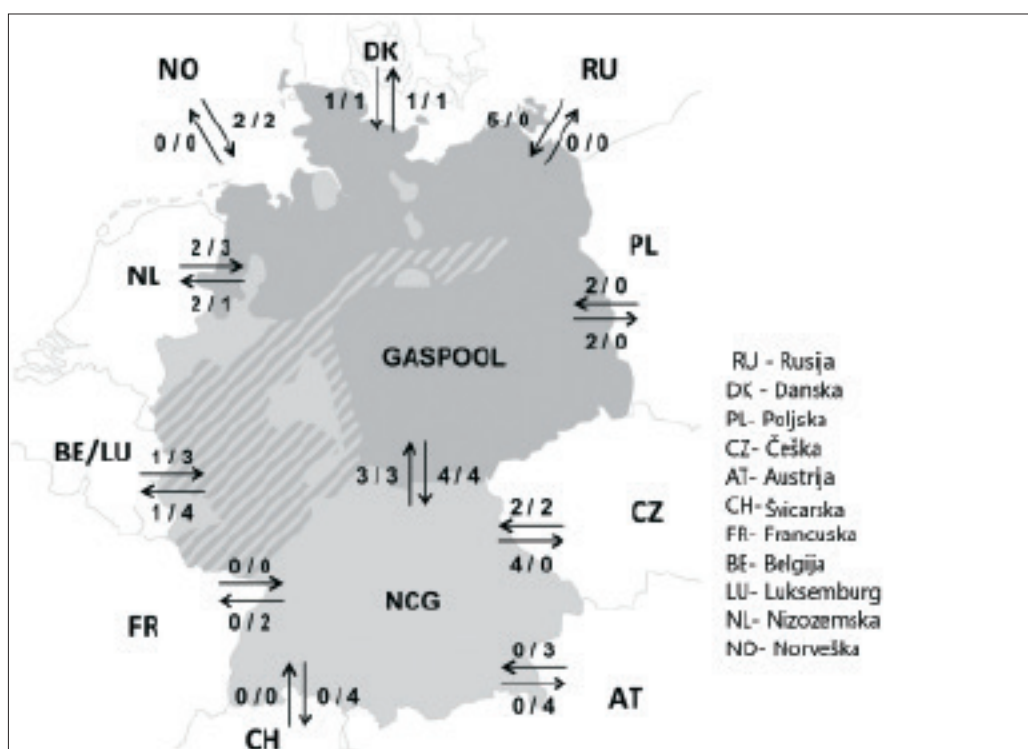 DK
NO
RU
1 / 1
1 / 1
2 / 2
0 / 0
0 / 0
PL
2 / 3
NL
2 / 1
2 / 0
2 / 0
GASPOOL
RU - Rusija
DK - Danska
PL- Poljska
CZ- Češka
AT- Austrija
CH- Švicarska
FR- Francuska
BE- Belgija
LU- Luksemburg
NL- Nizozemska
NO- Norveška
BE/LU
1 / 3
1 / 4
3 / 3
4 / 4
2 / 2
CZ
4 / 0
0 / 0
FR
0 / 2
NCG
0 / 3
AT
0 / 4
0 / 0
0 / 4
CH